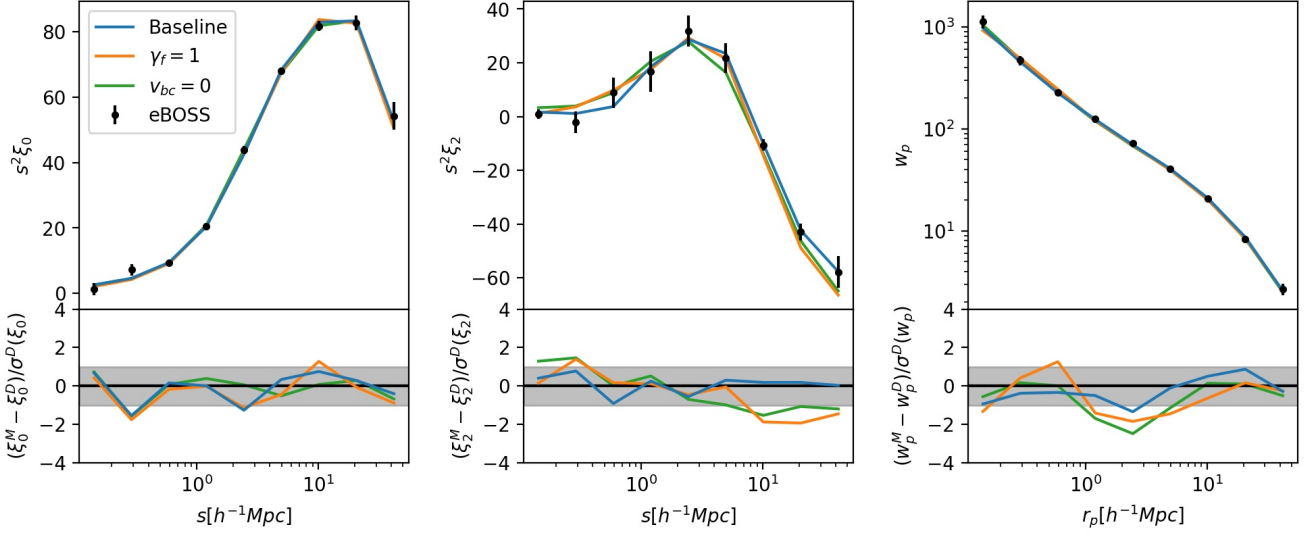 80
60
40
20
0
s²ξ₀
Baseline
γ_f = 1
v_bc = 0
eBOSS
4
2
0
−2
−4
(ξ₀^M − ξ₀^D)/σ^D(ξ₀)
10⁰
10¹
s[h⁻¹Mpc]
40
20
0
−20
−40
−60
s²ξ₂
4
2
0
−2
−4
(ξ₂^M − ξ₂^D)/σ^D(ξ₂)
10⁰
10¹
s[h⁻¹Mpc]
10³
10²
10¹
w_p
4
2
0
−2
−4
(w_p^M − w_p^D)/σ^D(w_p)
10⁰
10¹
r_p[h⁻¹Mpc]